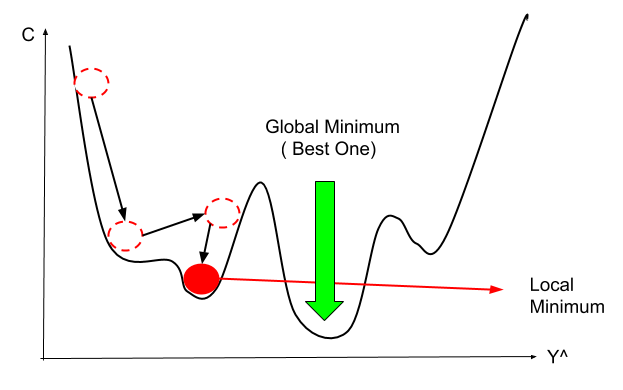 C
Global Minimum
( Best One)
Local
Minimum
Y^